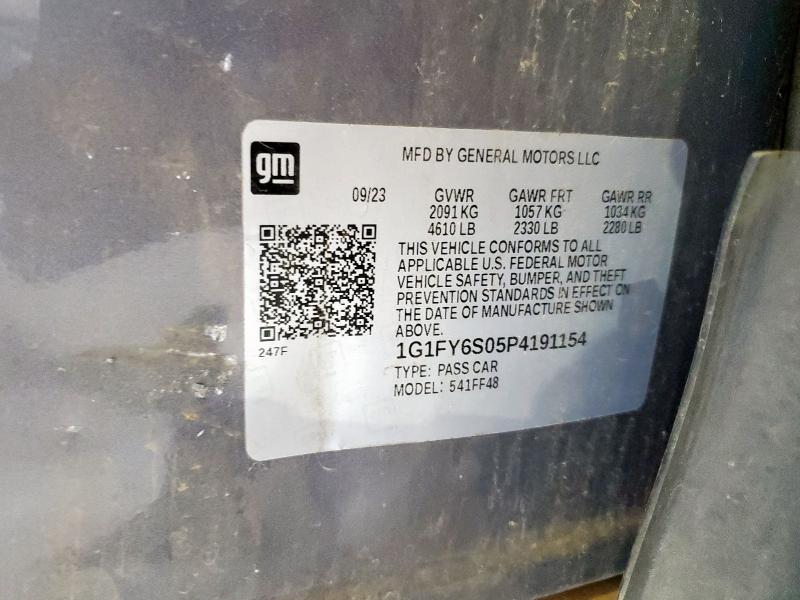 gm
MFD BY GENERAL MOTORS LLC
09/23 GVWR GAWR FRT GAWR RR
2091 KG 1057 KG 1034 KG
4610 LB 2330 LB 2280 LB
THIS VEHICLE CONFORMS TO ALL
APPLICABLE U.S. FEDERAL MOTOR
VEHICLE SAFETY, BUMPER, AND THEFT
PREVENTION STANDARDS IN EFFECT ON
THE DATE OF MANUFACTURE SHOWN
ABOVE.
247F
1G1FY6S05P4191154
TYPE: PASS CAR
MODEL: 541FF48